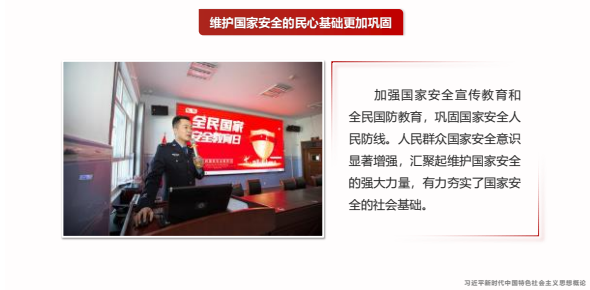 维护国家安全的民心基础更加巩固
全民国家
安全教育日
加强国家安全宣传教育和
全民国防教育，巩固国家安全人
民防线。人民群众国家安全意识
显著增强，汇聚起维护国家安全
的强大力量，有力夯实了国家安
全的社会基础。
习近平新时代中国特色社会主义思想概论